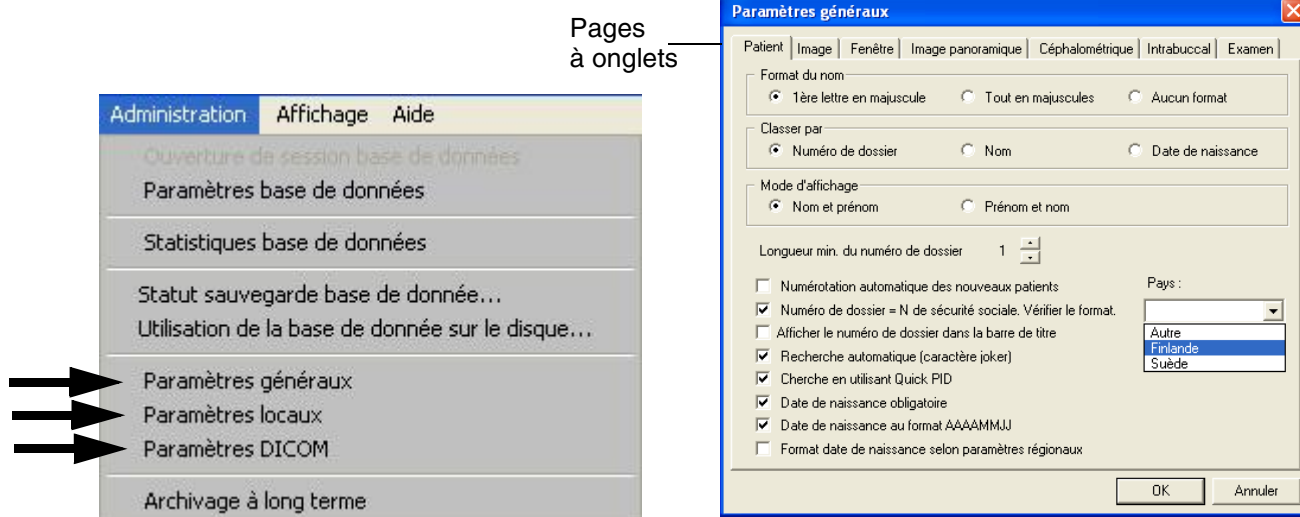 Pages
à onglets
Administration Affichage Aide
Ouverture de session base de données
Paramètres base de données
Statistiques base de données
Statut sauvegarde base de donnée...
Utilisation de la base de donnée sur le disque...
Paramètres généraux
Paramètres locaux
Paramètres DICOM
Archivage à long terme
Paramètres généraux
Patient Image Fenêtre Image panoramique Céphalométrique Intrabuccal Examen
Format du nom
1ère lettre en majuscule Tout en majuscules Aucun format
Classer par
Numéro de dossier Nom Date de naissance
Mode d'affichage
Nom et prénom Prénom et nom
Longueur min. du numéro de dossier 1
Numérotation automatique des nouveaux patients Pays :
Numéro de dossier = N de sécurité sociale. Vérifier le format.
Afficher le numéro de dossier dans la barre de titre Autre
Recherche automatique (caractère joker) Finlande
Suède
Cherche en utilisant Quick PID
Date de naissance obligatoire
Date de naissance au format AAAAMMJJ
Format date de naissance selon paramètres régionaux
OK Annuler